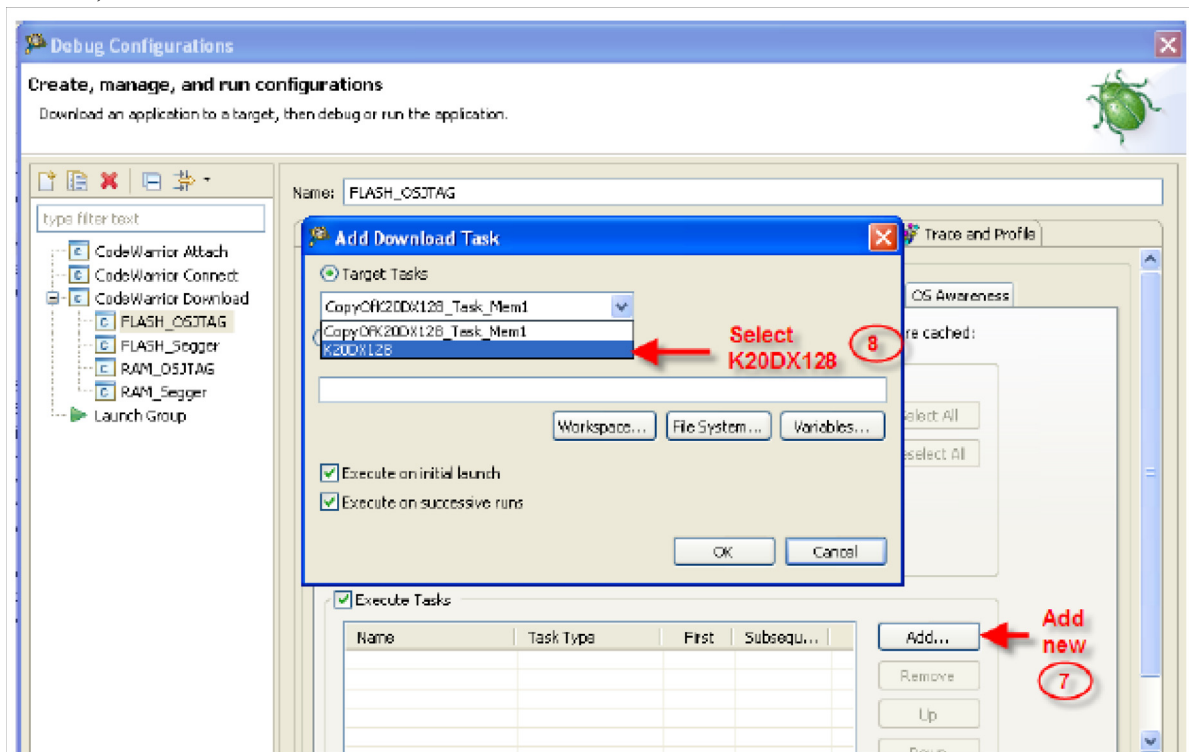 Debug Configurations
Create, manage, and run configurations
Download an application to a target, then debug or run the application.
Name: FLASH_OSJTAG
type filter text
CodeWarrior Attach
CodeWarrior Connect
CodeWarrior Download
FLASH_OSJTAG
FLASH_Segger
RAM_OSJTAG
RAM_Segger
Launch Group
Trace and Profile
OS Awareness
re cached:
elect All
eselect All
Add Download Task
Target Tasks
CopyOfK20DX128_Task_Mem1
CopyOfK20DX128_Task_Mem1
K20DX128
Select
K20DX128
8
Workspace... File System... Variables...
Execute on initial launch
Execute on successive runs
OK Cancel
Execute Tasks
Name Task Type First Subsequ...
Add...
Remove
Up
Down
Add
new
7